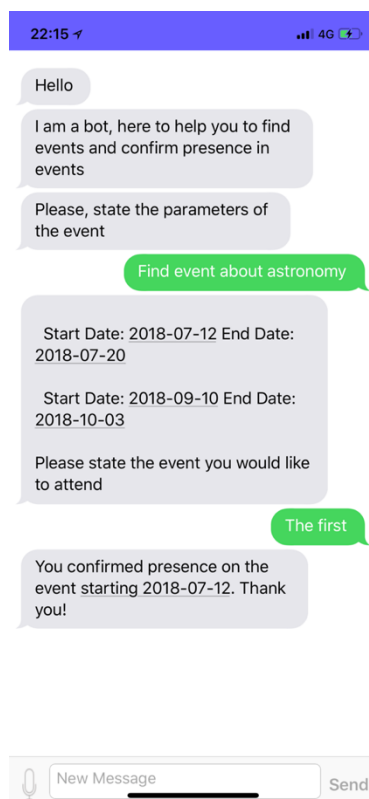 22:15
4G
Hello
I am a bot, here to help you to find
events and confirm presence in
events
Please, state the parameters of
the event
Find event about astronomy
Start Date: 2018-07-12 End Date:
2018-07-20
Start Date: 2018-09-10 End Date:
2018-10-03
Please state the event you would like
to attend
The first
You confirmed presence on the
event starting 2018-07-12. Thank
you!
New Message
Send